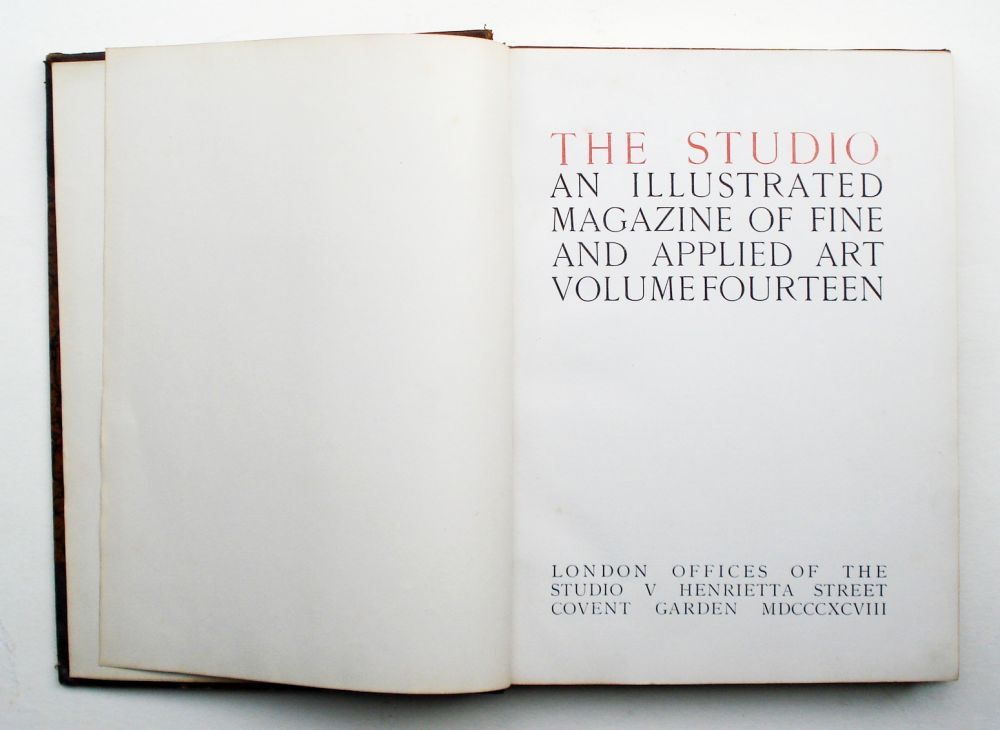 THE STUDIO
AN ILLUSTRATED
MAGAZINE OF FINE
AND APPLIED ART
VOLUME FOURTEEN
LONDON OFFICES OF THE
STUDIO V HENRIETTA STREET
COVENT GARDEN MDCCCXCVIII